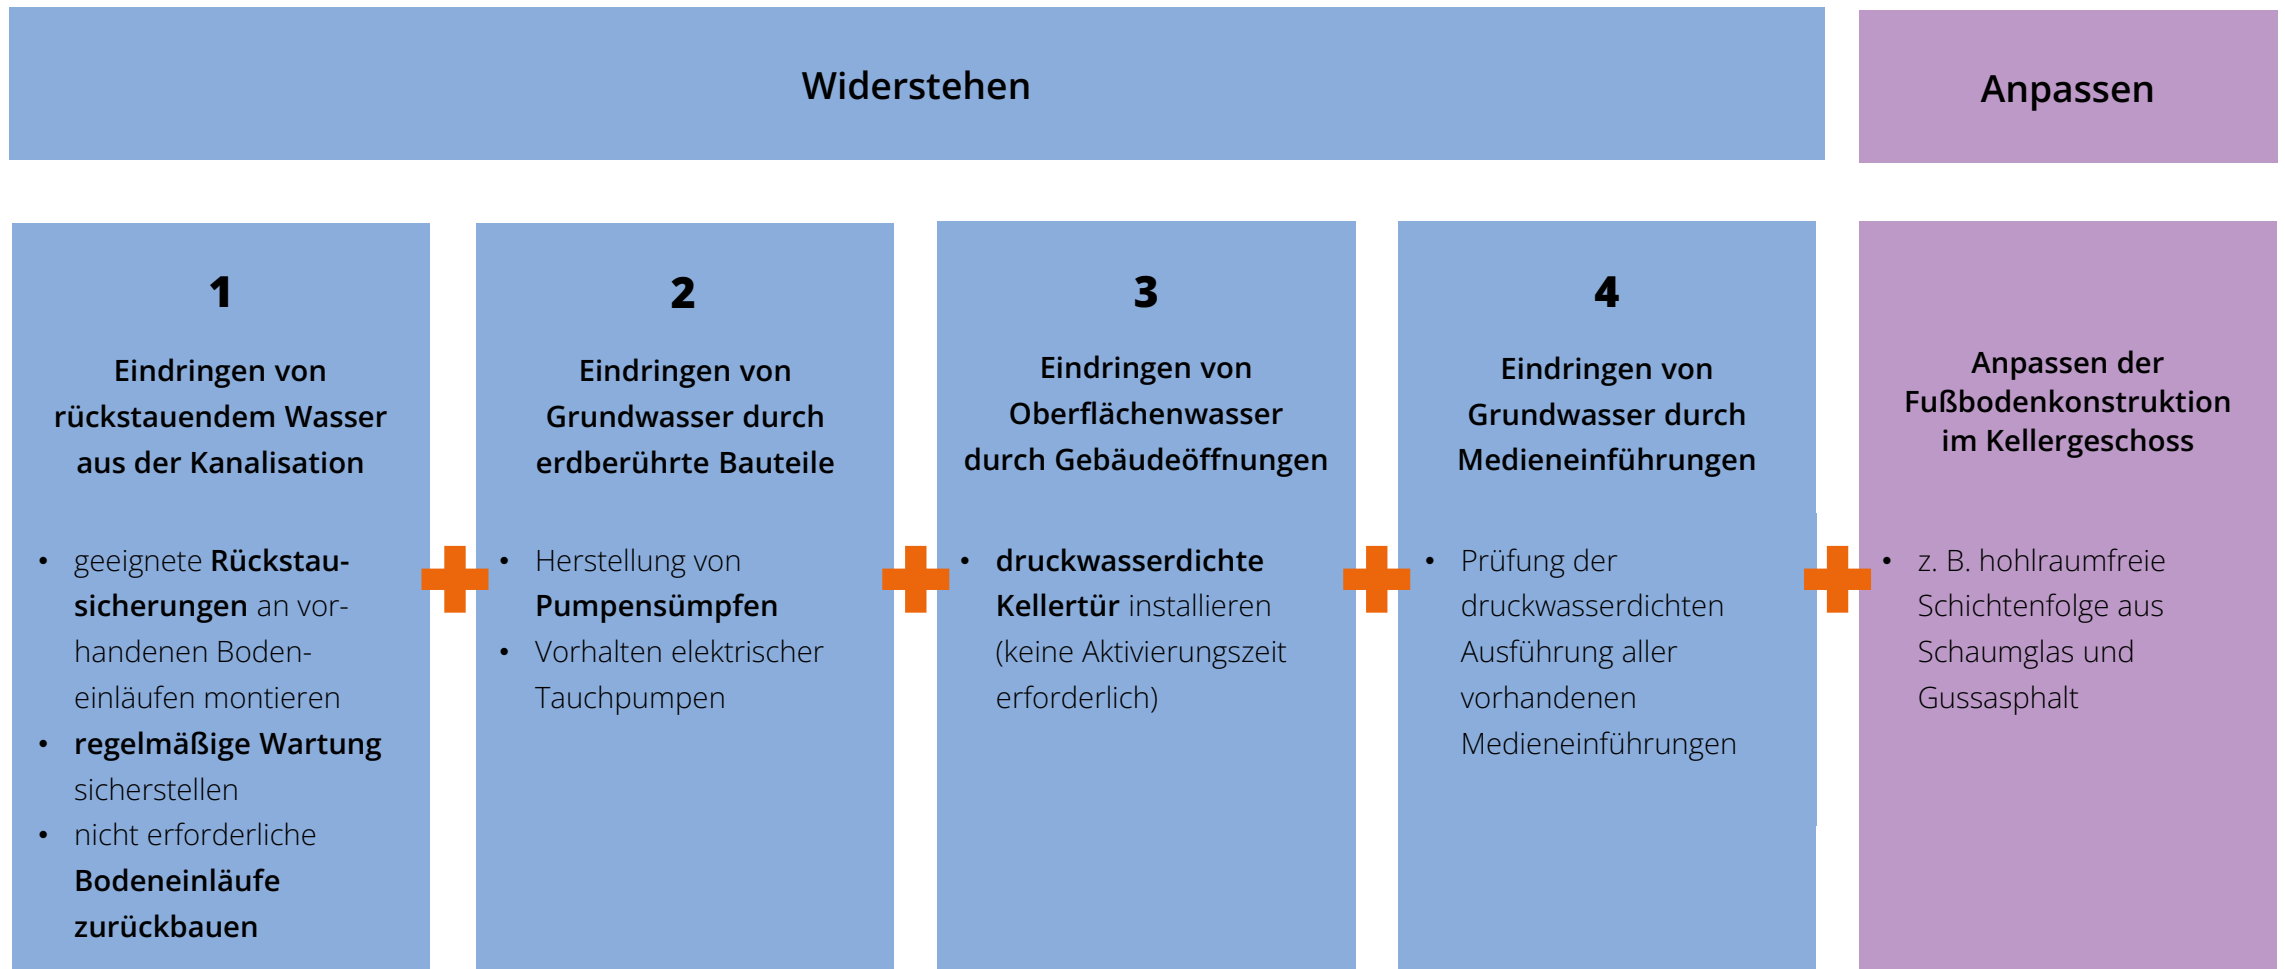 Widerstehen
Anpassen
1
Eindringen von
rückstauendem Wasser
aus der Kanalisation
• geeignete Rückstau-
sicherungen an vor-
handenen Boden-
einläufen montieren
• regelmäßige Wartung
sicherstellen
• nicht erforderliche
Bodeneinläufe
zurückbauen
2
Eindringen von
Grundwasser durch
erdberührte Bauteile
• Herstellung von
Pumpensümpfen
• Vorhalten elektrischer
Tauchpumpen
3
Eindringen von
Oberflächenwasser
durch Gebäudeöffnungen
• druckwasserdichte
Kellertür installieren
(keine Aktivierungszeit
erforderlich)
4
Eindringen von
Grundwasser durch
Medieneinführungen
• Prüfung der
druckwasserdichten
Ausführung aller
vorhandenen
Medieneinführungen
Anpassen der
Fußbodenkonstruktion
im Kellergeschoss
• z. B. hohlraumfreie
Schichtenfolge aus
Schaumglas und
Gussasphalt